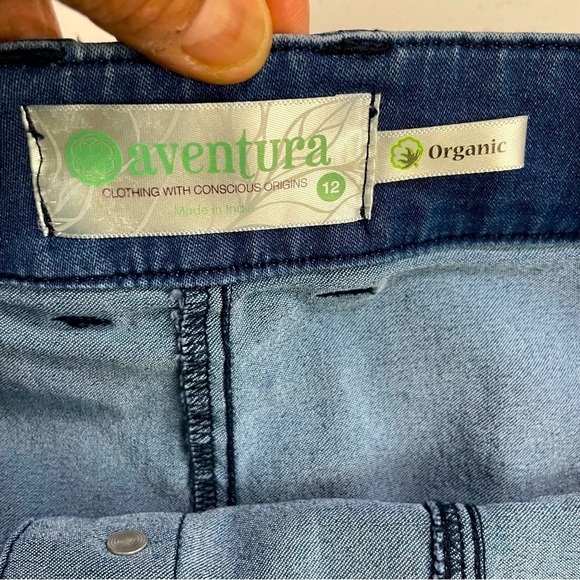 aventura
CLOTHING WITH CONSCIOUS ORIGINS
12
Made in India
Organic